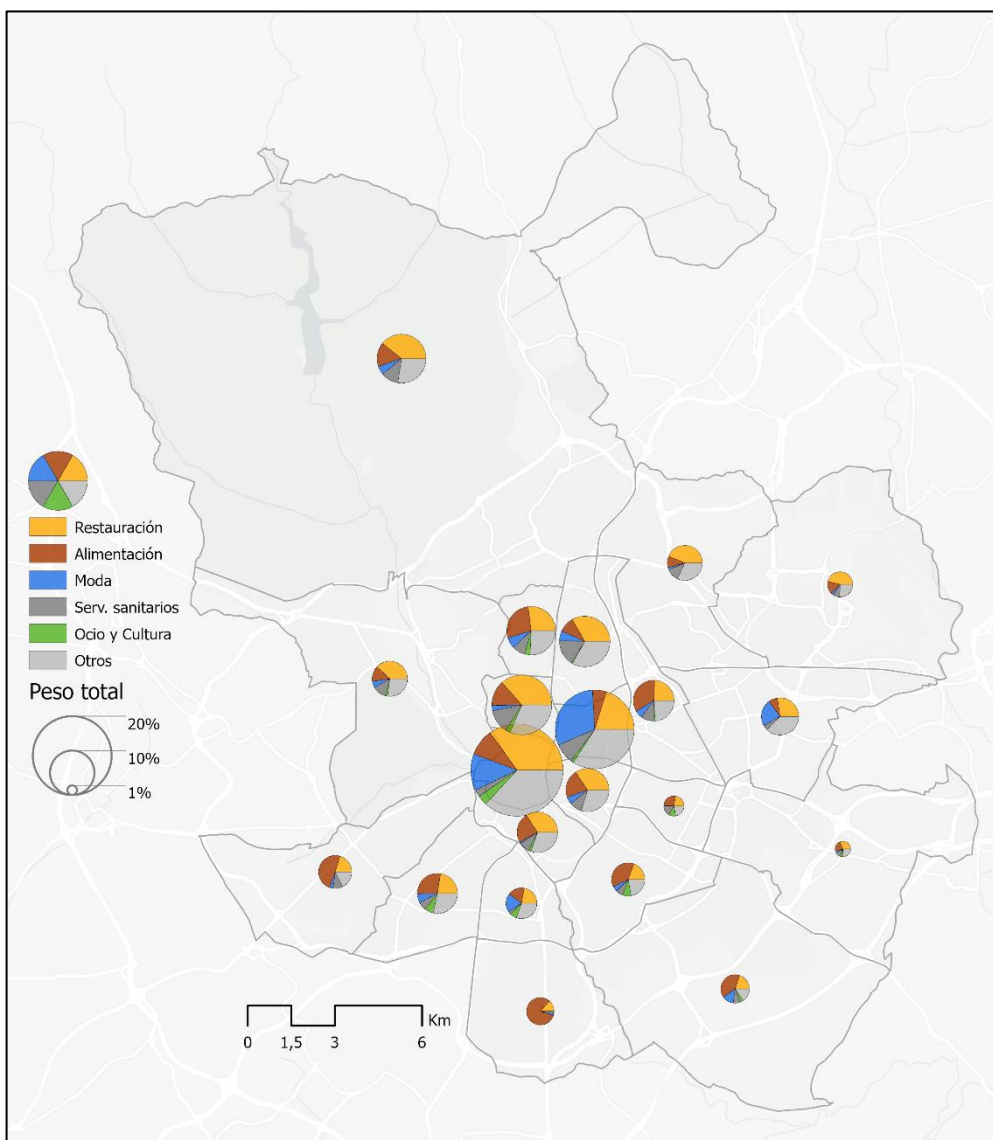 Restauración
Alimentación
Moda
Serv. sanitarios
Ocio y Cultura
Otros
Peso total
20%
10%
1%
Km
0 1,5 3 6